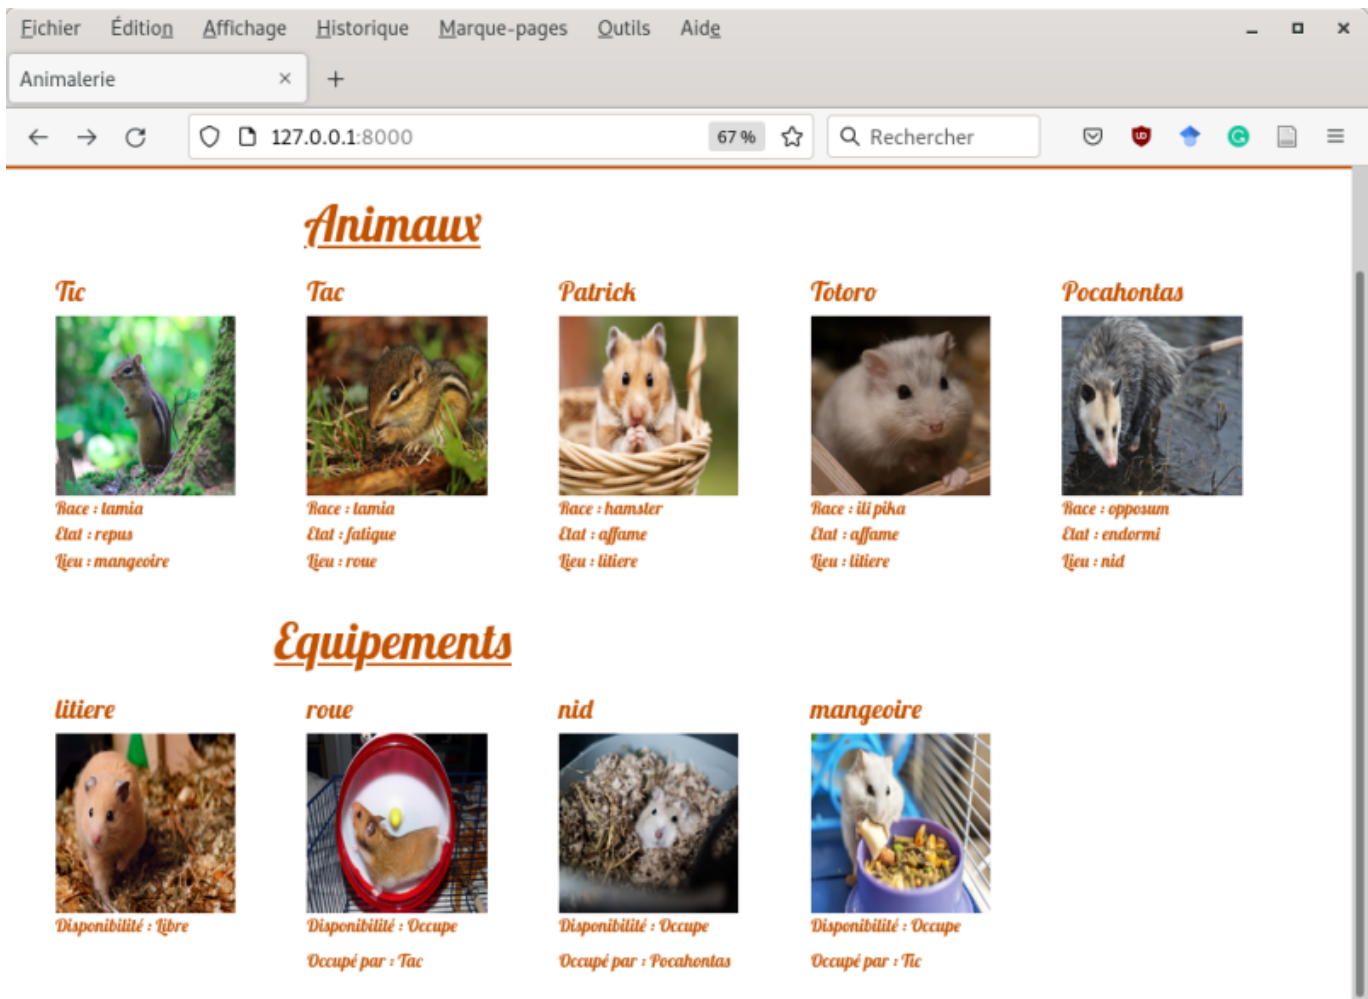 Fichier Édition Affichage Historique Marque-pages Outils Aide
Animalerie
127.0.0.1:8000 67 % Rechercher
Animaux
Tic Tac Patrick Totoro Pocahontas
Race : tamia Race : tamia Race : hamster Race : ili pika Race : opposum
Etat : repus Etat : fatigue Etat : affame Etat : affame Etat : endormi
Lieu : mangeoire Lieu : roue Lieu : litiere Lieu : litiere Lieu : nid
Equipements
litiere roue nid mangeoire
Disponibilité : Libre Disponibilité : Occupe Disponibilité : Occupe Disponibilité : Occupe
Occupé par : Tac Occupé par : Pocahontas Occupé par : Tic